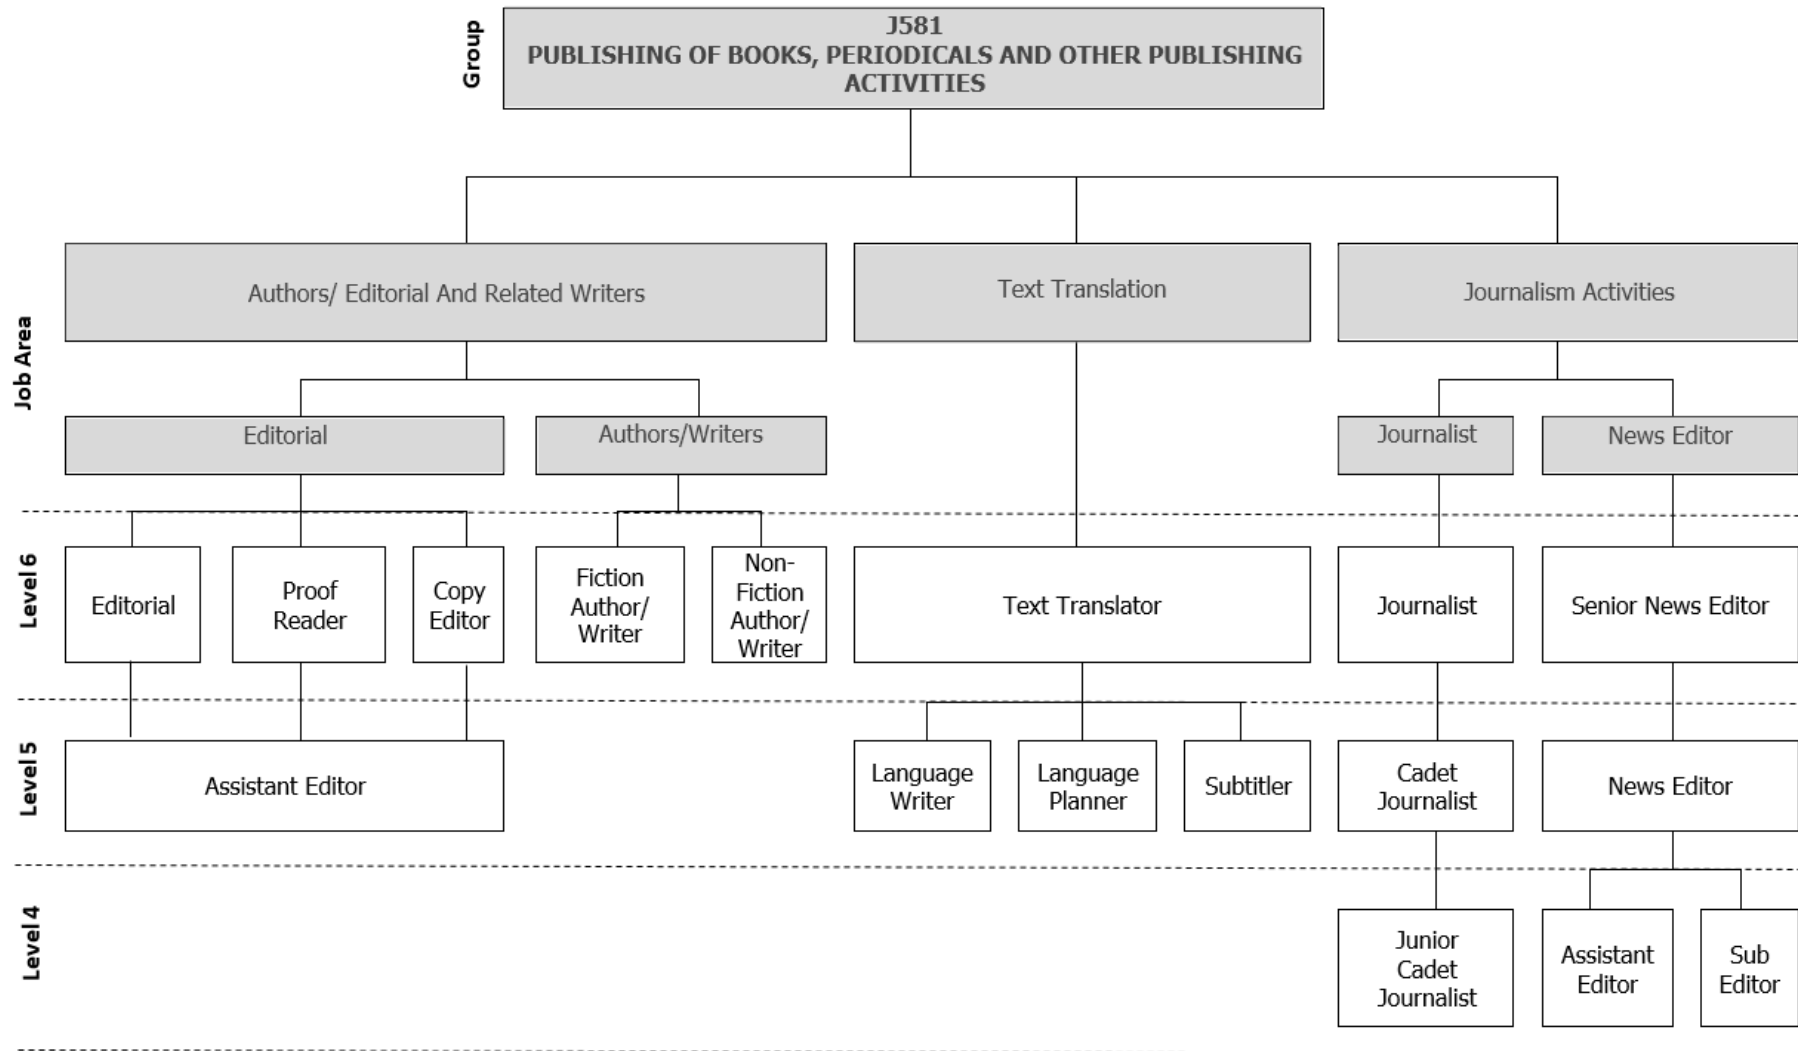 Group
J581
PUBLISHING OF BOOKS, PERIODICALS AND OTHER PUBLISHING
ACTIVITIES
Job Area
Authors/ Editorial And Related Writers
Text Translation
Journalism Activities
Editorial
Authors/Writers
Journalist
News Editor
Level 6
Editorial
Proof
Reader
Copy
Editor
Fiction
Author/
Writer
Non-
Fiction
Author/
Writer
Text Translator
Journalist
Senior News Editor
Level 5
Assistant Editor
Language
Writer
Language
Planner
Subtitler
Cadet
Journalist
News Editor
Level 4
Junior
Cadet
Journalist
Assistant
Editor
Sub
Editor